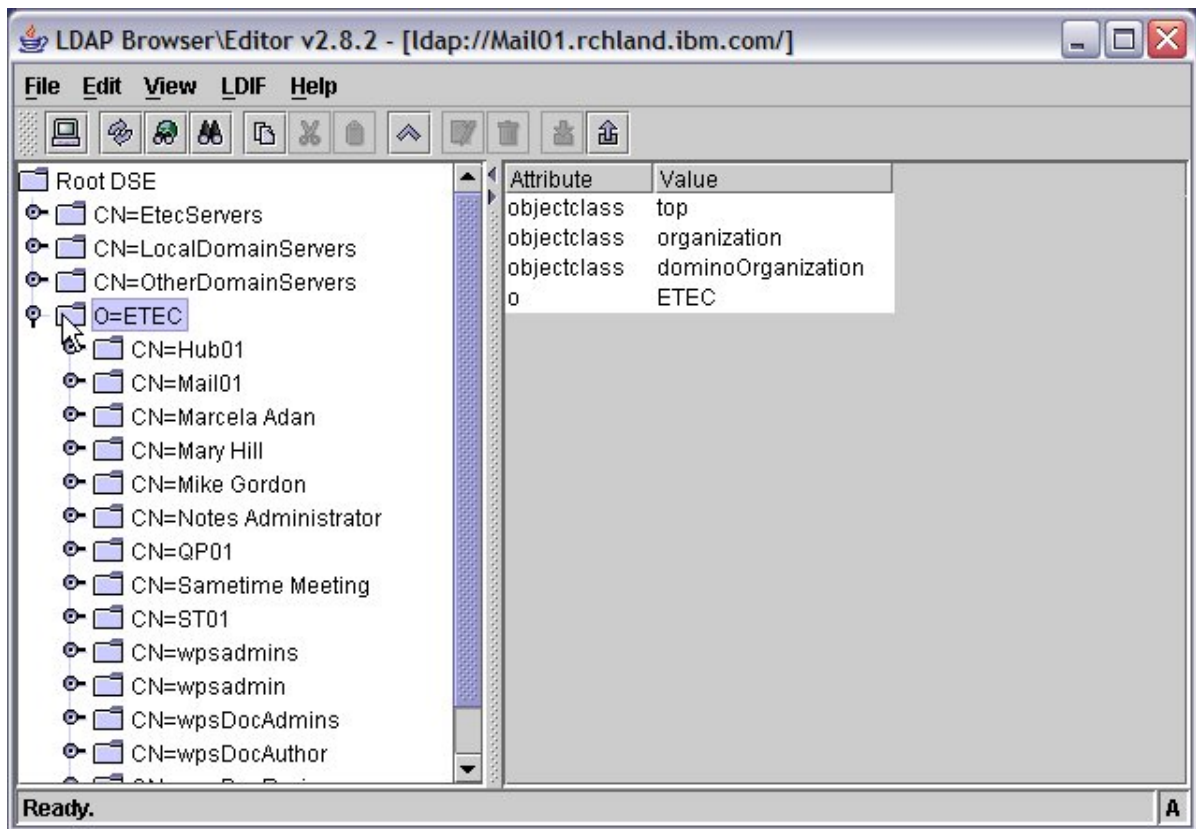 LDAP Browser\Editor v2.8.2 - [ldap://Mail01.rchland.ibm.com/]
File Edit View LDIF Help
Root DSE
CN=EtecServers
CN=LocalDomainServers
CN=OtherDomainServers
O=ETEC
CN=Hub01
CN=Mail01
CN=Marcela Adan
CN=Mary Hill
CN=Mike Gordon
CN=Notes Administrator
CN=QP01
CN=Sametime Meeting
CN=ST01
CN=wpsadmins
CN=wpsadmin
CN=wpsDocAdmins
CN=wpsDocAuthor
Attribute Value
objectclass top
objectclass organization
objectclass dominoOrganization
o ETEC
Ready. A